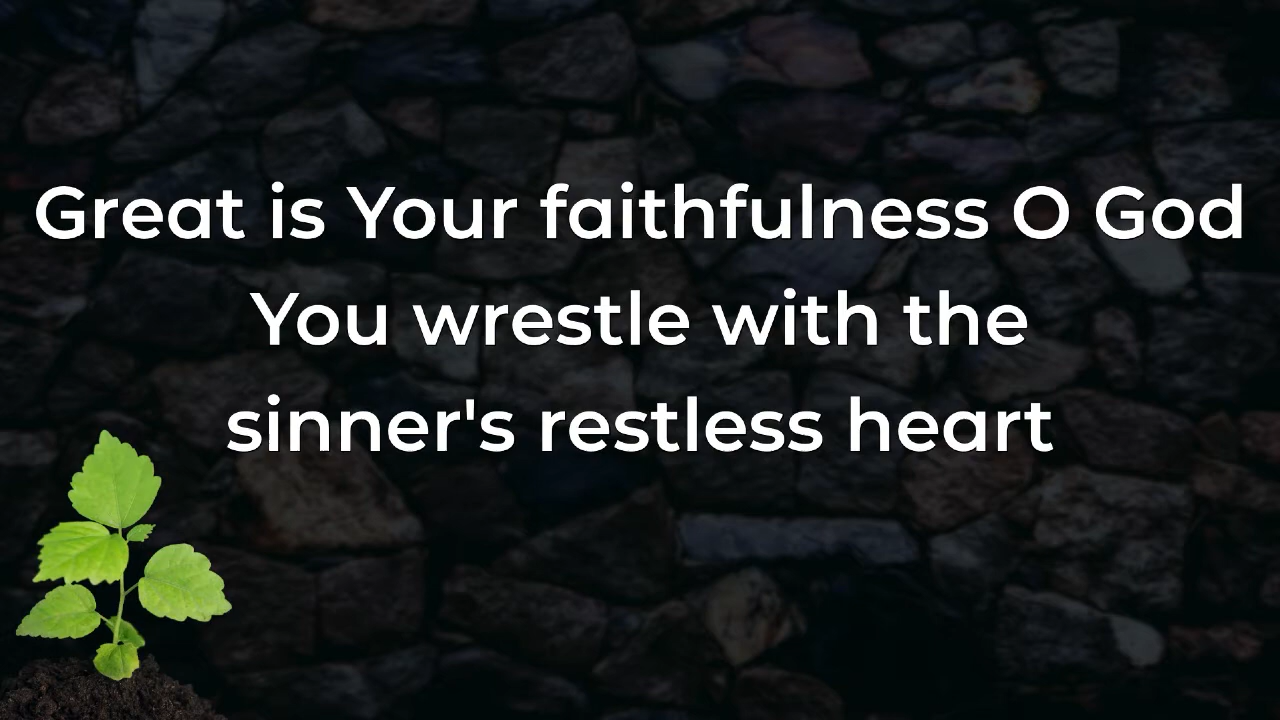 Great is Your faithfulness O God
You wrestle with the
sinner's restless heart